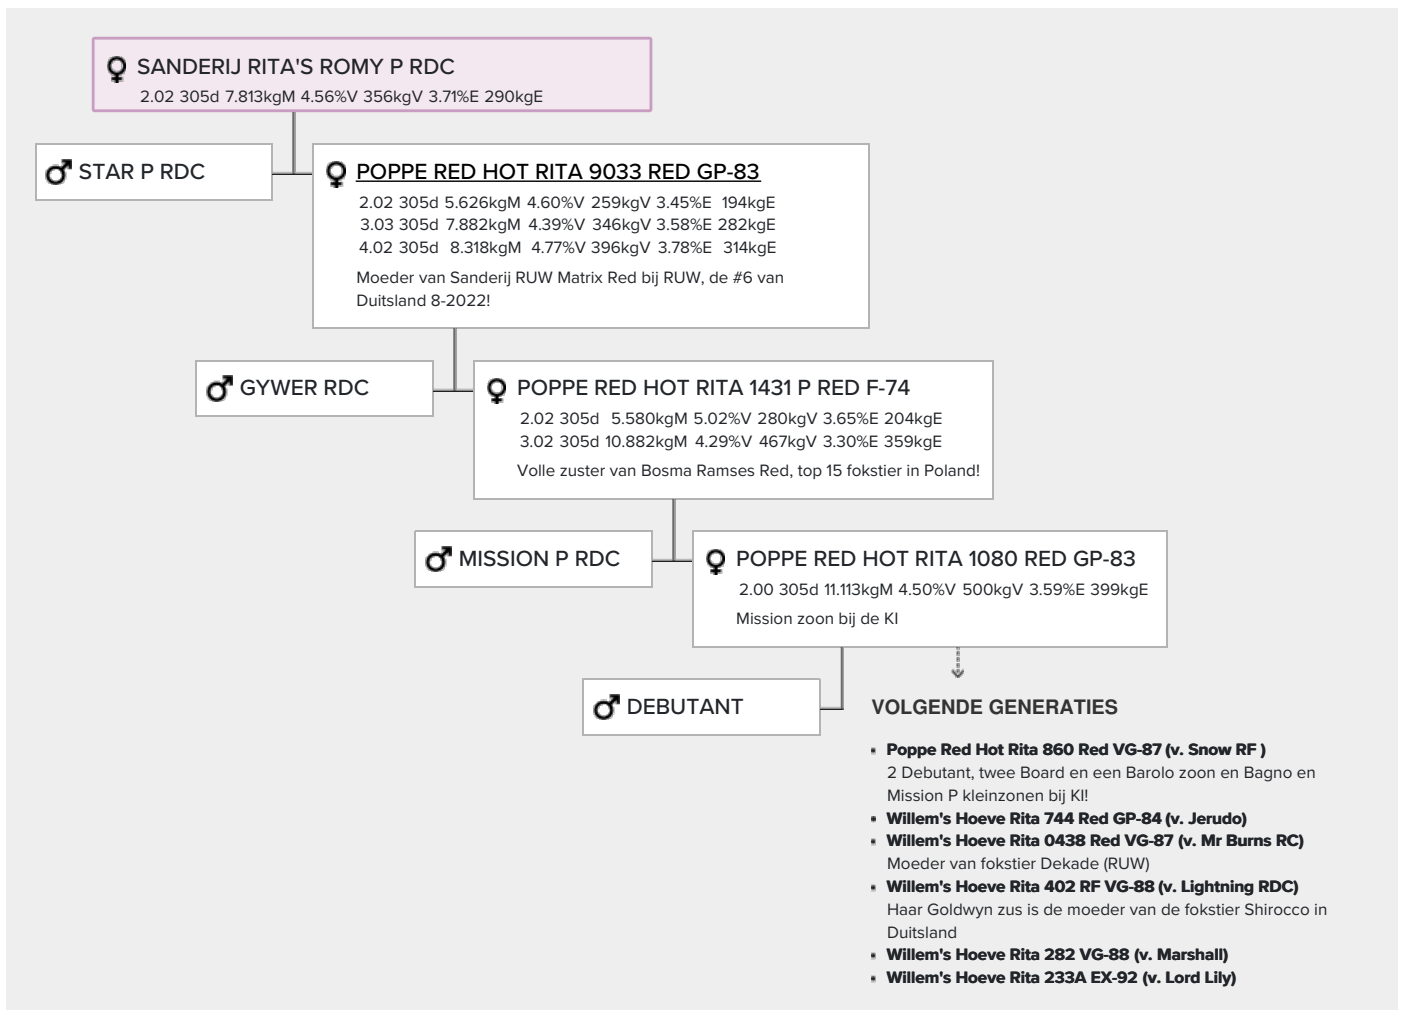 SANDERIJ RITA'S ROMY P RDC
2.02 305d 7.813kgM 4.56%V 356kgV 3.71%E 290kgE
STAR P RDC
POPPE RED HOT RITA 9033 RED GP-83
2.02 305d 5.626kgM 4.60%V 259kgV 3.45%E 194kgE
3.03 305d 7.882kgM 4.39%V 346kgV 3.58%E 282kgE
4.02 305d 8.318kgM 4.77%V 396kgV 3.78%E 314kgE
Moeder van Sanderij RUW Matrix Red bij RUW, de #6 van
Duitsland 8-2022!
GYWER RDC
POPPE RED HOT RITA 1431 P RED F-74
2.02 305d 5.580kgM 5.02%V 280kgV 3.65%E 204kgE
3.02 305d 10.882kgM 4.29%V 467kgV 3.30%E 359kgE
Volle zuster van Bosma Ramses Red, top 15 fokstier in Poland!
MISSION P RDC
POPPE RED HOT RITA 1080 RED GP-83
2.00 305d 11.113kgM 4.50%V 500kgV 3.59%E 399kgE
Mission zoon bij de KI
DEBUTANT
VOLGENDE GENERATIES
Poppe Red Hot Rita 860 Red VG-87 (v. Snow RF )
2 Debutant, twee Board en een Barolo zoon en Bagno en
Mission P kleinzonen bij KI!
Willem's Hoeve Rita 744 Red GP-84 (v. Jerudo)
Willem's Hoeve Rita 0438 Red VG-87 (v. Mr Burns RC)
Moeder van fokstier Dekade (RUW)
Willem's Hoeve Rita 402 RF VG-88 (v. Lightning RDC)
Haar Goldwyn zus is de moeder van de fokstier Shirocco in
Duitsland
Willem's Hoeve Rita 282 VG-88 (v. Marshall)
Willem's Hoeve Rita 233A EX-92 (v. Lord Lily)